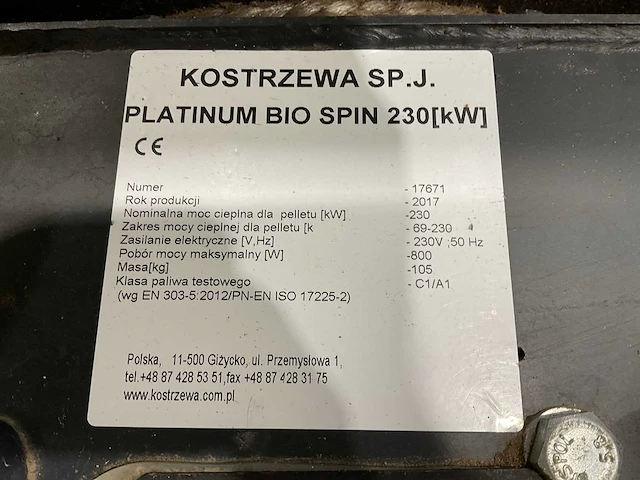 KOSTRZEWA SP.J.
PLATINUM BIO SPIN 230[kW]
CE
Numer - 17671
Rok produkcji - 2017
Nominalna moc cieplna dla pelletu [kW] -230
Zakres mocy cieplnej dla pelletu [k - 69-230
Zasilanie elektryczne [V,Hz] - 230V ;50 Hz
Pobór mocy maksymalny [W] -800
Masa[kg] -105
Klasa paliwa testowego - C1/A1
(wg EN 303-5:2012/PN-EN ISO 17225-2)
Polska, 11-500 Giżycko, ul. Przemysłowa 1,
tel.+48 87 428 53 51,fax +48 87 428 31 75
www.kostrzewa.com.pl